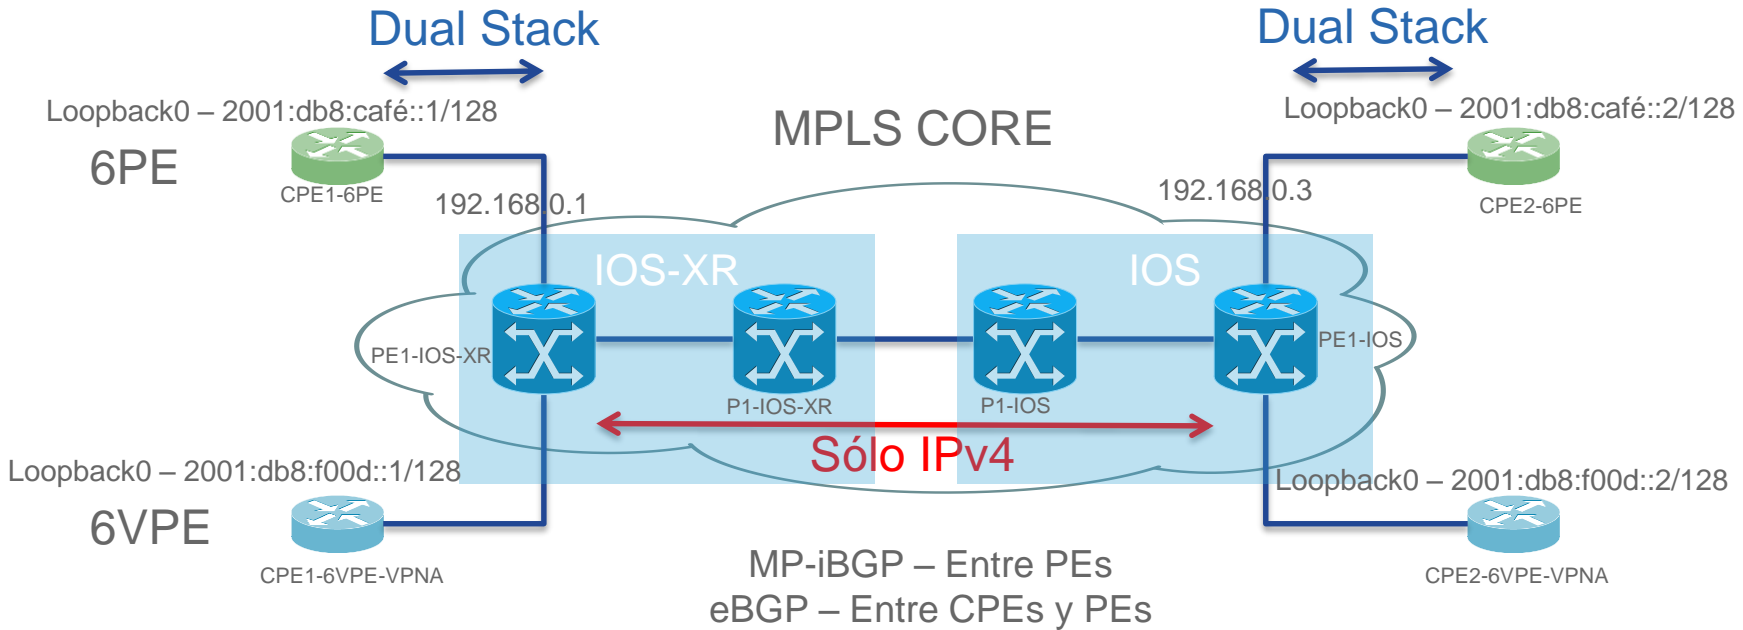 Dual Stack
Dual Stack
Loopback0 – 2001:db8:café::1/128
Loopback0 – 2001:db8:café::2/128
MPLS CORE
6PE
CPE1-6PE
CPE2-6PE
192.168.0.1
192.168.0.3
IOS-XR
IOS
PE1-IOS-XR
PE1-IOS
P1-IOS-XR
P1-IOS
Sólo IPv4
Loopback0 – 2001:db8:f00d::1/128
Loopback0 – 2001:db8:f00d::2/128
6VPE
CPE1-6VPE-VPNA
CPE2-6VPE-VPNA
MP-iBGP – Entre PEs
eBGP – Entre CPEs y PEs